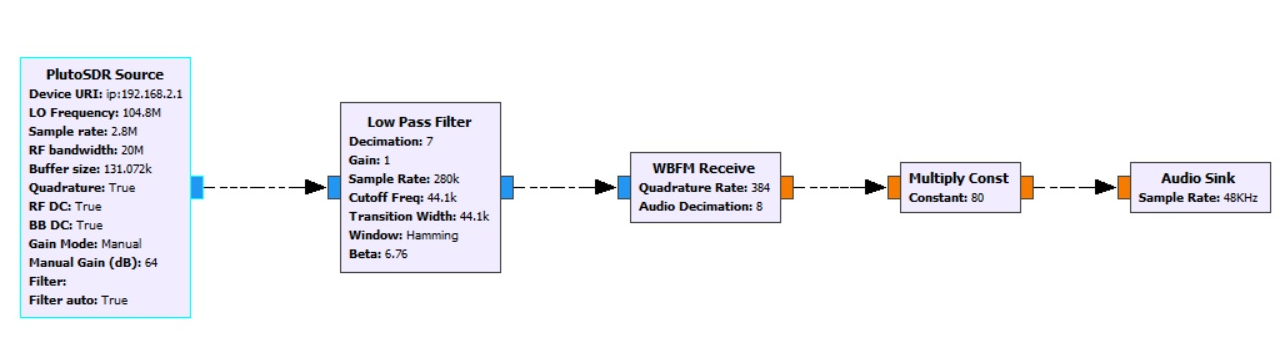 PlutoSDR Source
Device URI: ip:192.168.2.1
LO Frequency: 104.8M
Sample rate: 2.8M
RF bandwidth: 20M
Buffer size: 131.072k
Quadrature: True
RF DC: True
BB DC: True
Gain Mode: Manual
Manual Gain (dB): 64
Filter:
Filter auto: True
Low Pass Filter
Decimation: 7
Gain: 1
Sample Rate: 280k
Cutoff Freq: 44.1k
Transition Width: 44.1k
Window: Hamming
Beta: 6.76
WBFM Receive
Quadrature Rate: 384
Audio Decimation: 8
Multiply Const
Constant: 80
Audio Sink
Sample Rate: 48KHz